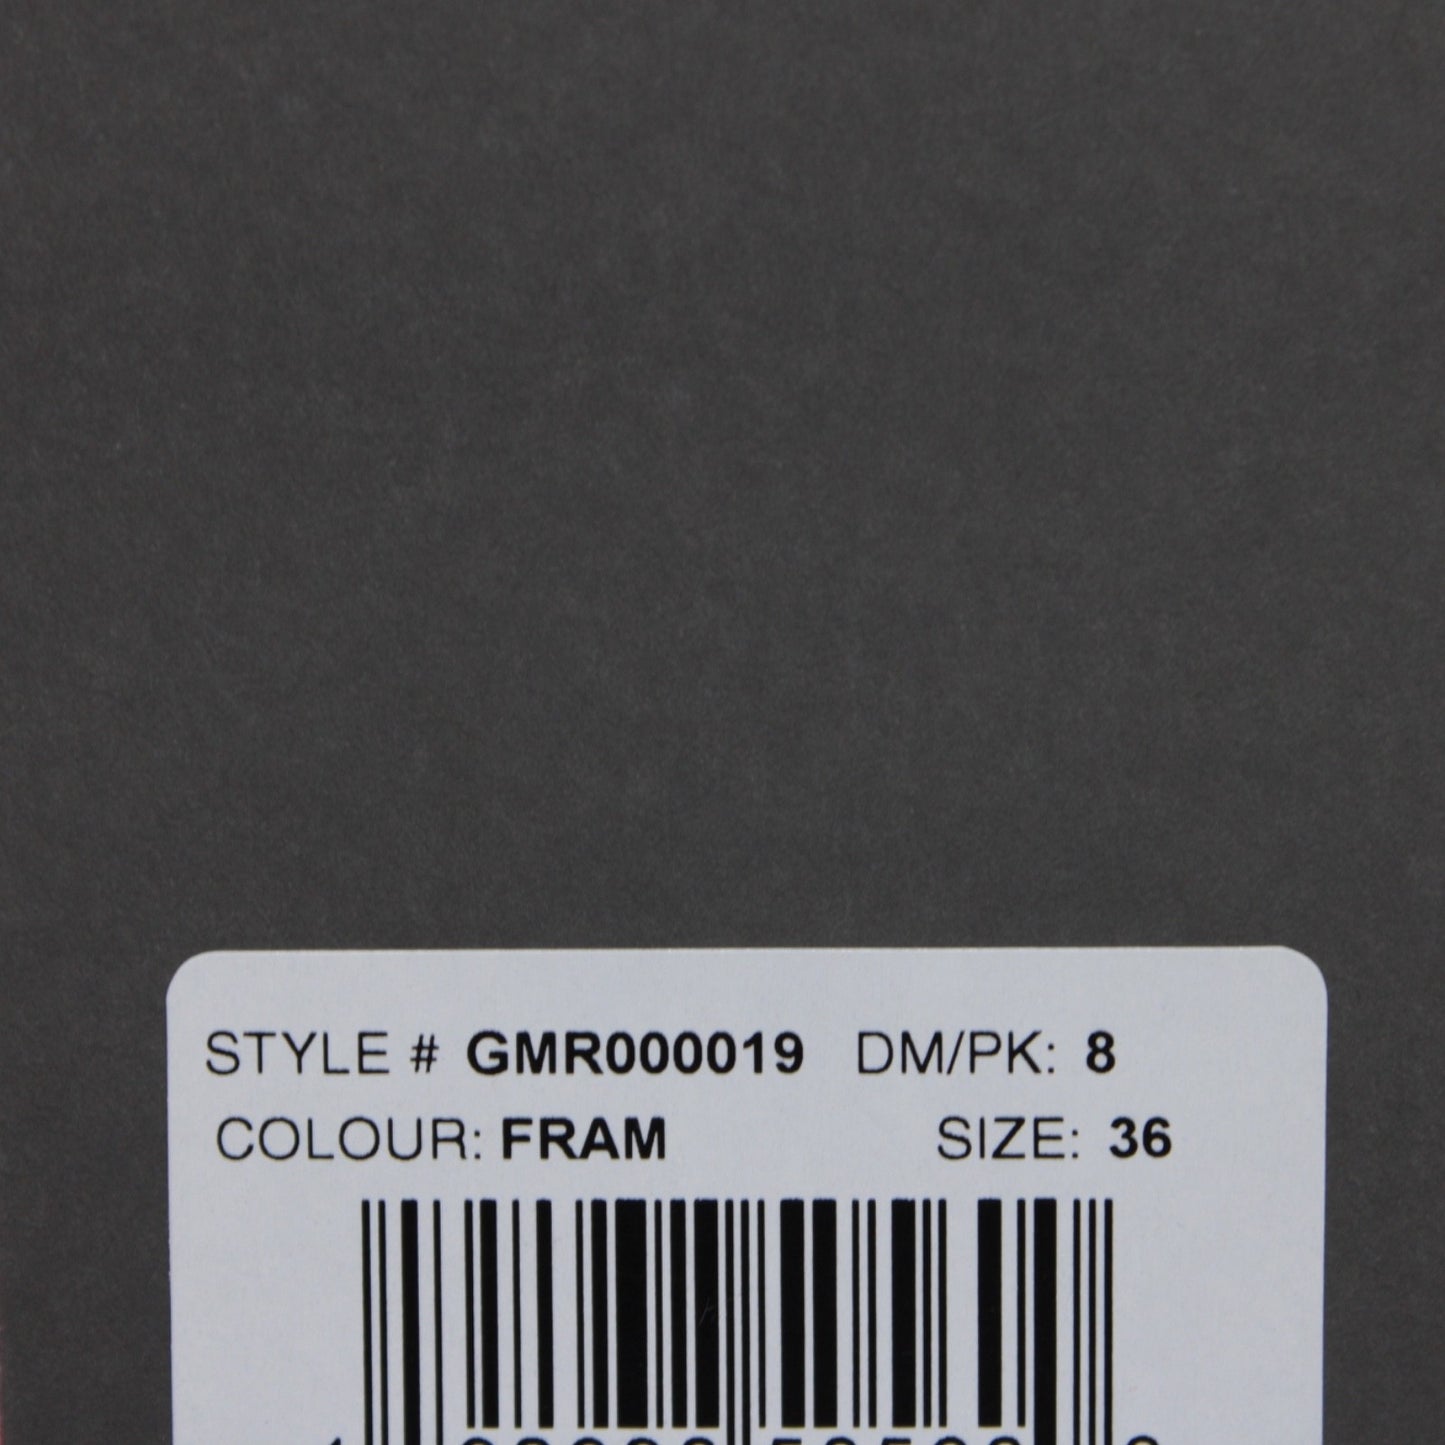 STYLE # GMR000019 DM/PK: 8
COLOUR: FRAM SIZE: 36